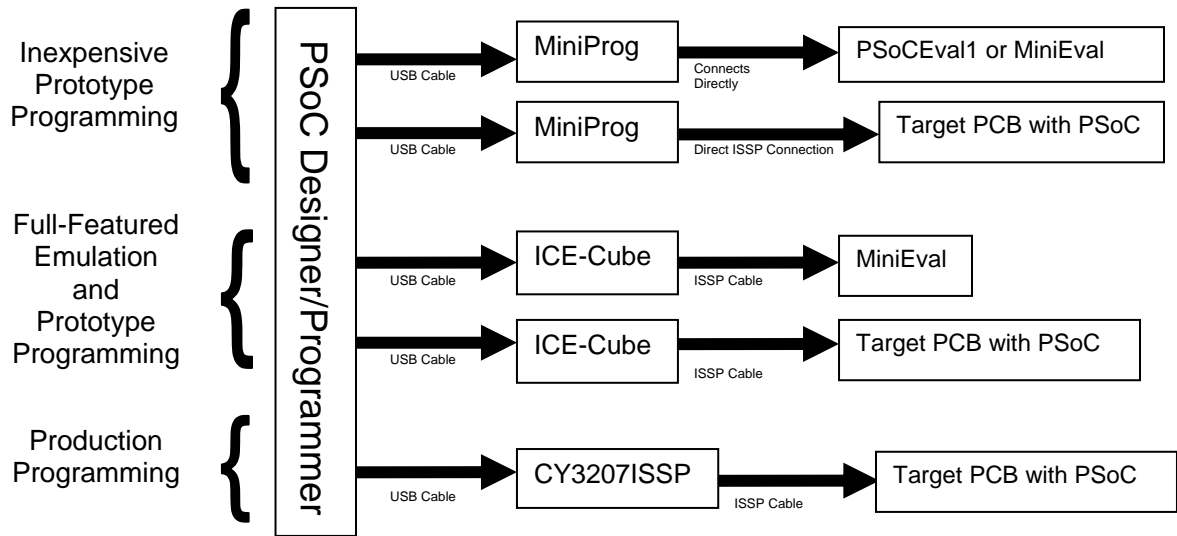 Inexpensive
Prototype
Programming
Full-Featured
Emulation
and
Prototype
Programming
Production
Programming
PSoC Designer/Programmer
USB Cable
MiniProg
Connects
Directly
PSoCEval1 or MiniEval
USB Cable
MiniProg
Direct ISSP Connection
Target PCB with PSoC
USB Cable
ICE-Cube
ISSP Cable
MiniEval
USB Cable
ICE-Cube
ISSP Cable
Target PCB with PSoC
USB Cable
CY3207ISSP
ISSP Cable
Target PCB with PSoC